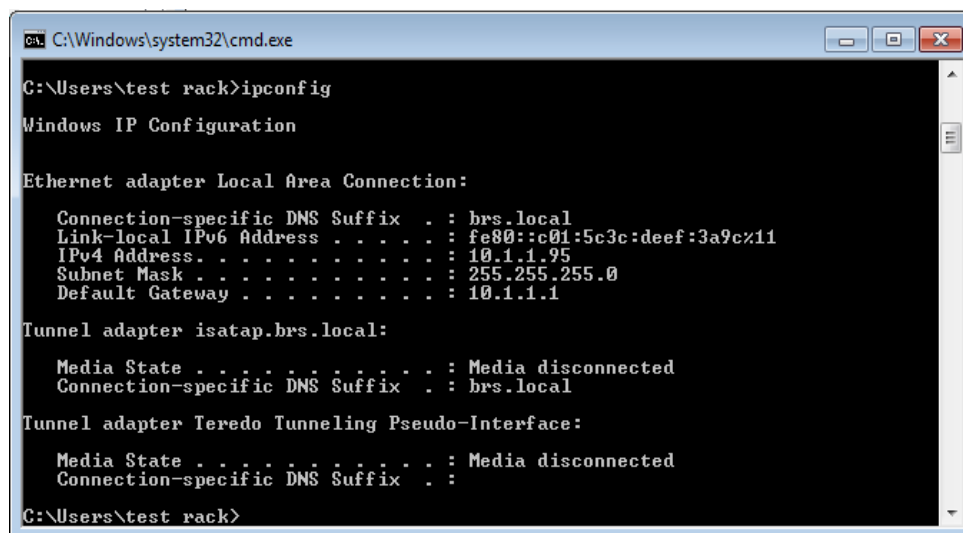 C:\Windows\system32\cmd.exe
C:\Users\test rack>ipconfig
Windows IP Configuration
Ethernet adapter Local Area Connection:
Connection-specific DNS Suffix . : brs.local
Link-local IPv6 Address . . . . . : fe80::c01:5c3c:deef:3a9c%11
IPv4 Address. . . . . . . . . . . : 10.1.1.95
Subnet Mask . . . . . . . . . . . : 255.255.255.0
Default Gateway . . . . . . . . . : 10.1.1.1
Tunnel adapter isatap.brs.local:
Media State . . . . . . . . . . . : Media disconnected
Connection-specific DNS Suffix . : brs.local
Tunnel adapter Teredo Tunneling Pseudo-Interface:
Media State . . . . . . . . . . . : Media disconnected
Connection-specific DNS Suffix . :
C:\Users\test rack>